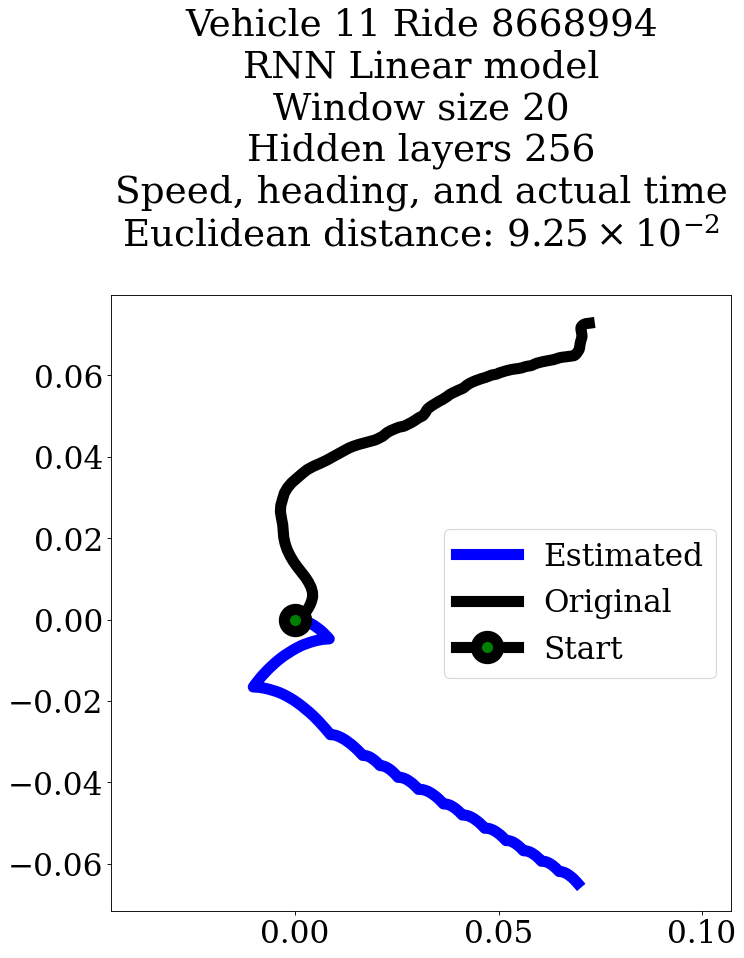 Vehicle 11 Ride 8668994
RNN Linear model
Window size 20
Hidden layers 256
Speed, heading, and actual time
Euclidean distance: 9.25 × 10⁻²
0.06
0.04
0.02
0.00
−0.02
−0.04
−0.06
Estimated
Original
Start
0.00 0.05 0.10